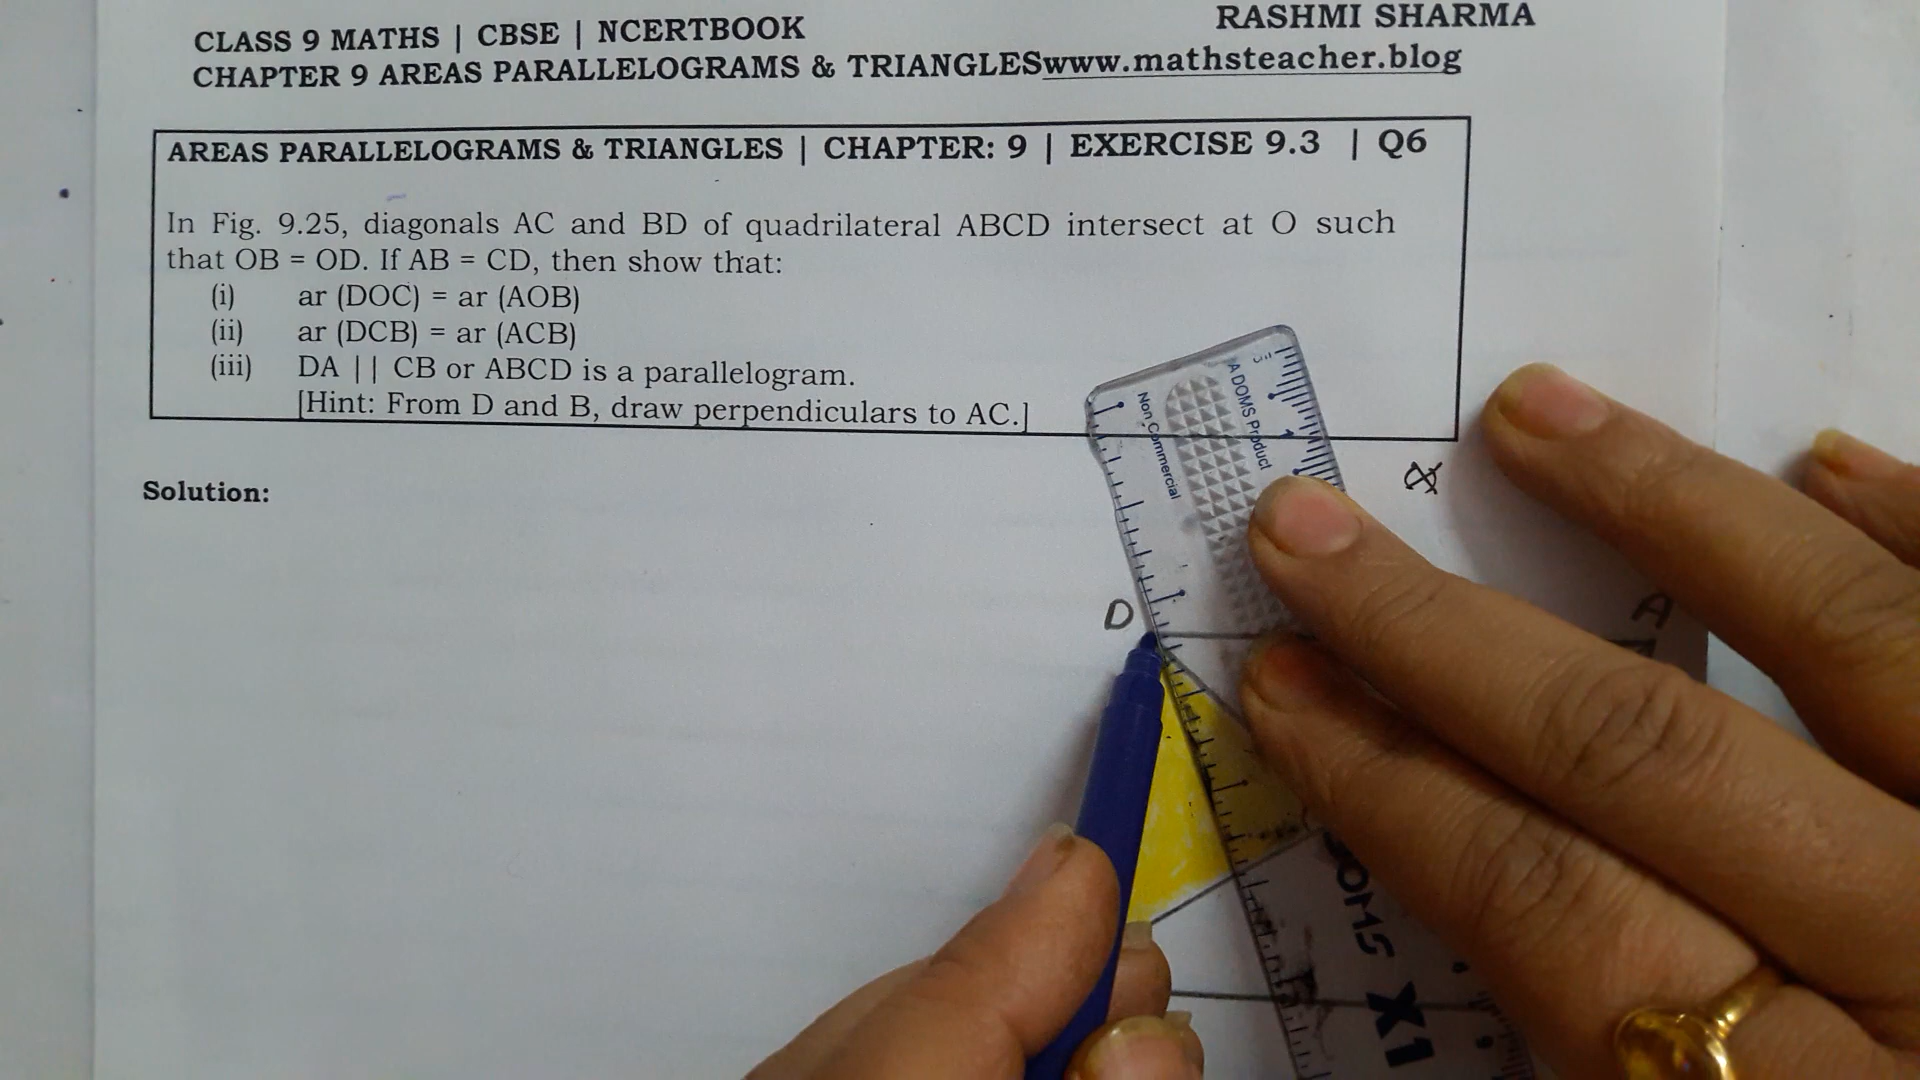 CLASS 9 MATHS | CBSE | NCERTBOOK RASHMI SHARMA
CHAPTER 9 AREAS PARALLELOGRAMS & TRIANGLESwww.mathsteacher.blog
AREAS PARALLELOGRAMS & TRIANGLES | CHAPTER: 9 | EXERCISE 9.3 | Q6
In Fig. 9.25, diagonals AC and BD of quadrilateral ABCD intersect at O such
that OB = OD. If AB = CD, then show that:
(i) ar (DOC) = ar (AOB)
(ii) ar (DCB) = ar (ACB)
(iii) DA || CB or ABCD is a parallelogram.
[Hint: From D and B, draw perpendiculars to AC.]
Solution:
A DOMS Product
Non Commercial
D
A
OMS X1